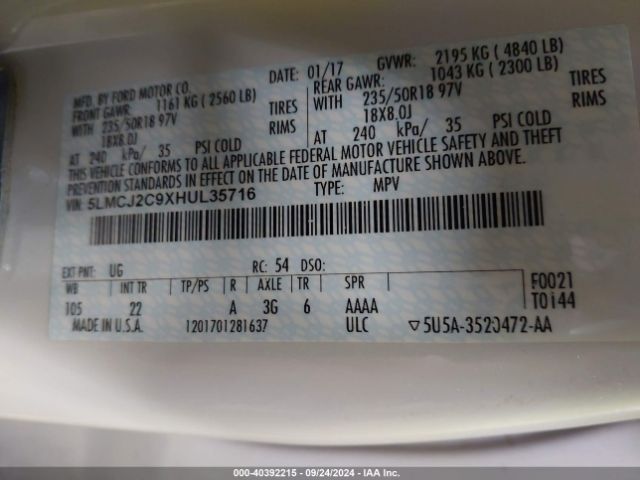 MFD. BY FORD MOTOR CO.
DATE: 01/17 GVWR: 2195 KG ( 4840 LB)
FRONT GAWR: 1161 KG ( 2560 LB)
REAR GAWR: 1043 KG ( 2300 LB)
WITH 235/50R18 97V TIRES
WITH 235/50R18 97V TIRES
18X8.0J RIMS
18X8.0J RIMS
AT 240 kPa/ 35 PSI COLD
AT 240 kPa/ 35 PSI COLD
THIS VEHICLE CONFORMS TO ALL APPLICABLE FEDERAL MOTOR VEHICLE SAFETY AND THEFT
PREVENTION STANDARDS IN EFFECT ON THE DATE OF MANUFACTURE SHOWN ABOVE.
VIN: 5LMCJ2C9XHUL35716 TYPE: MPV
EXT PNT: UG RC: 54 DSO:
WB INT TR TP/PS R AXLE TR SPR F0021
105 22 A 3G 6 AAAA T0144
MADE IN U.S.A. 1201701281637 ULC ▽5U5A-3520472-AA
000-40392215 - 09/24/2024 - IAA Inc.